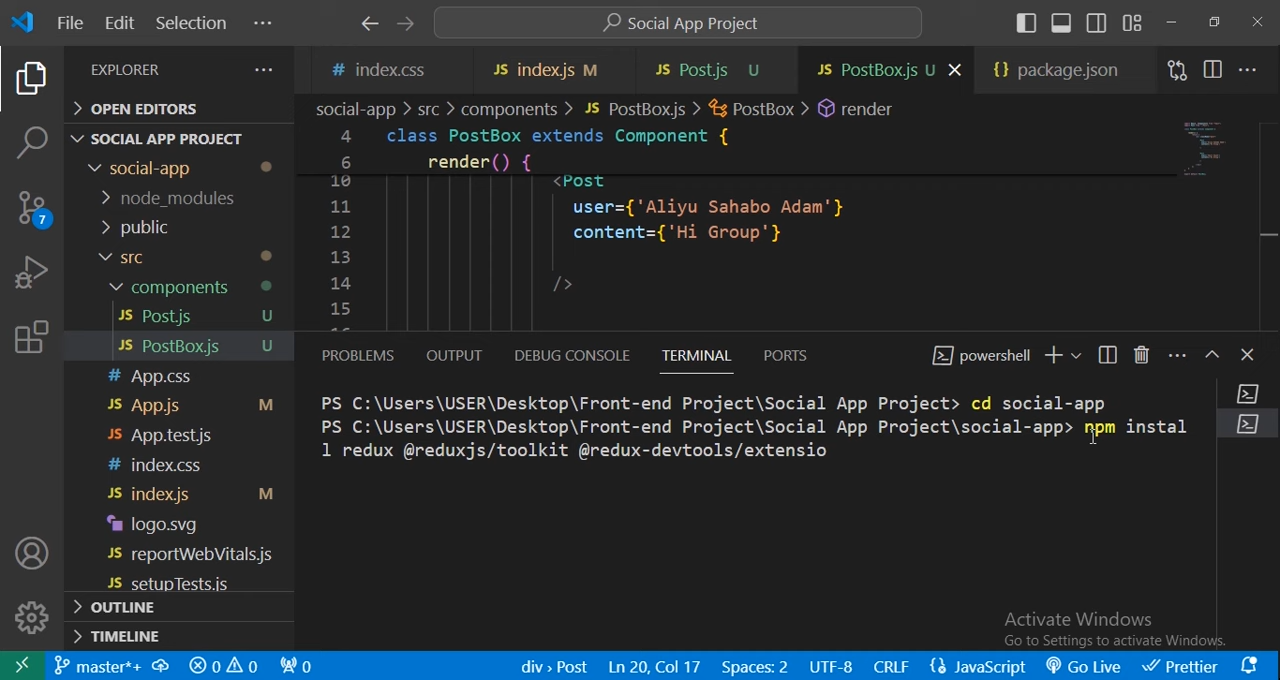 File Edit Selection ··· Social App Project
EXPLORER ···
OPEN EDITORS
SOCIAL APP PROJECT
social-app
node_modules
public
src
components
JS Post.js U
JS PostBox.js U
# App.css
JS App.js M
JS App.test.js
# index.css
JS index.js M
logo.svg
JS reportWebVitals.js
JS setupTests.js
OUTLINE
TIMELINE
7
# index.css JS index.js M JS Post.js U JS PostBox.js U {} package.json ···
social-app > src > components > JS PostBox.js > PostBox > render
4 class PostBox extends Component {
6 render() {
10 <Post
11 user={'Aliyu Sahabo Adam'}
12 content={'Hi Group'}
13
14 />
15
16
PROBLEMS OUTPUT DEBUG CONSOLE TERMINAL PORTS powershell ···
PS C:\Users\USER\Desktop\Front-end Project\Social App Project> cd social-app
PS C:\Users\USER\Desktop\Front-end Project\Social App Project\social-app> npm instal
l redux @reduxjs/toolkit @redux-devtools/extensio
Activate Windows
Go to Settings to activate Windows.
master*+ 0 0 0 div › Post Ln 20, Col 17 Spaces: 2 UTF-8 CRLF JavaScript Go Live Prettier